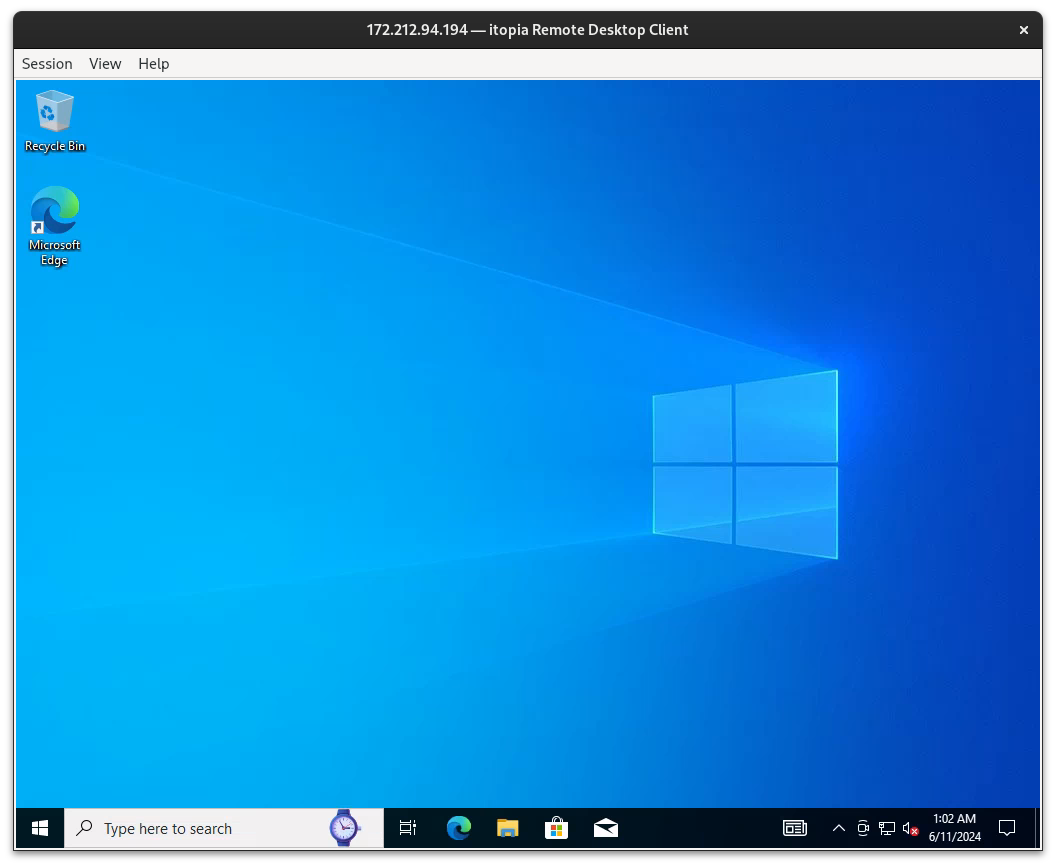 172.212.94.194 — itopia Remote Desktop Client
Session View Help
Recycle Bin
Microsoft
Edge
Type here to search
1:02 AM
6/11/2024